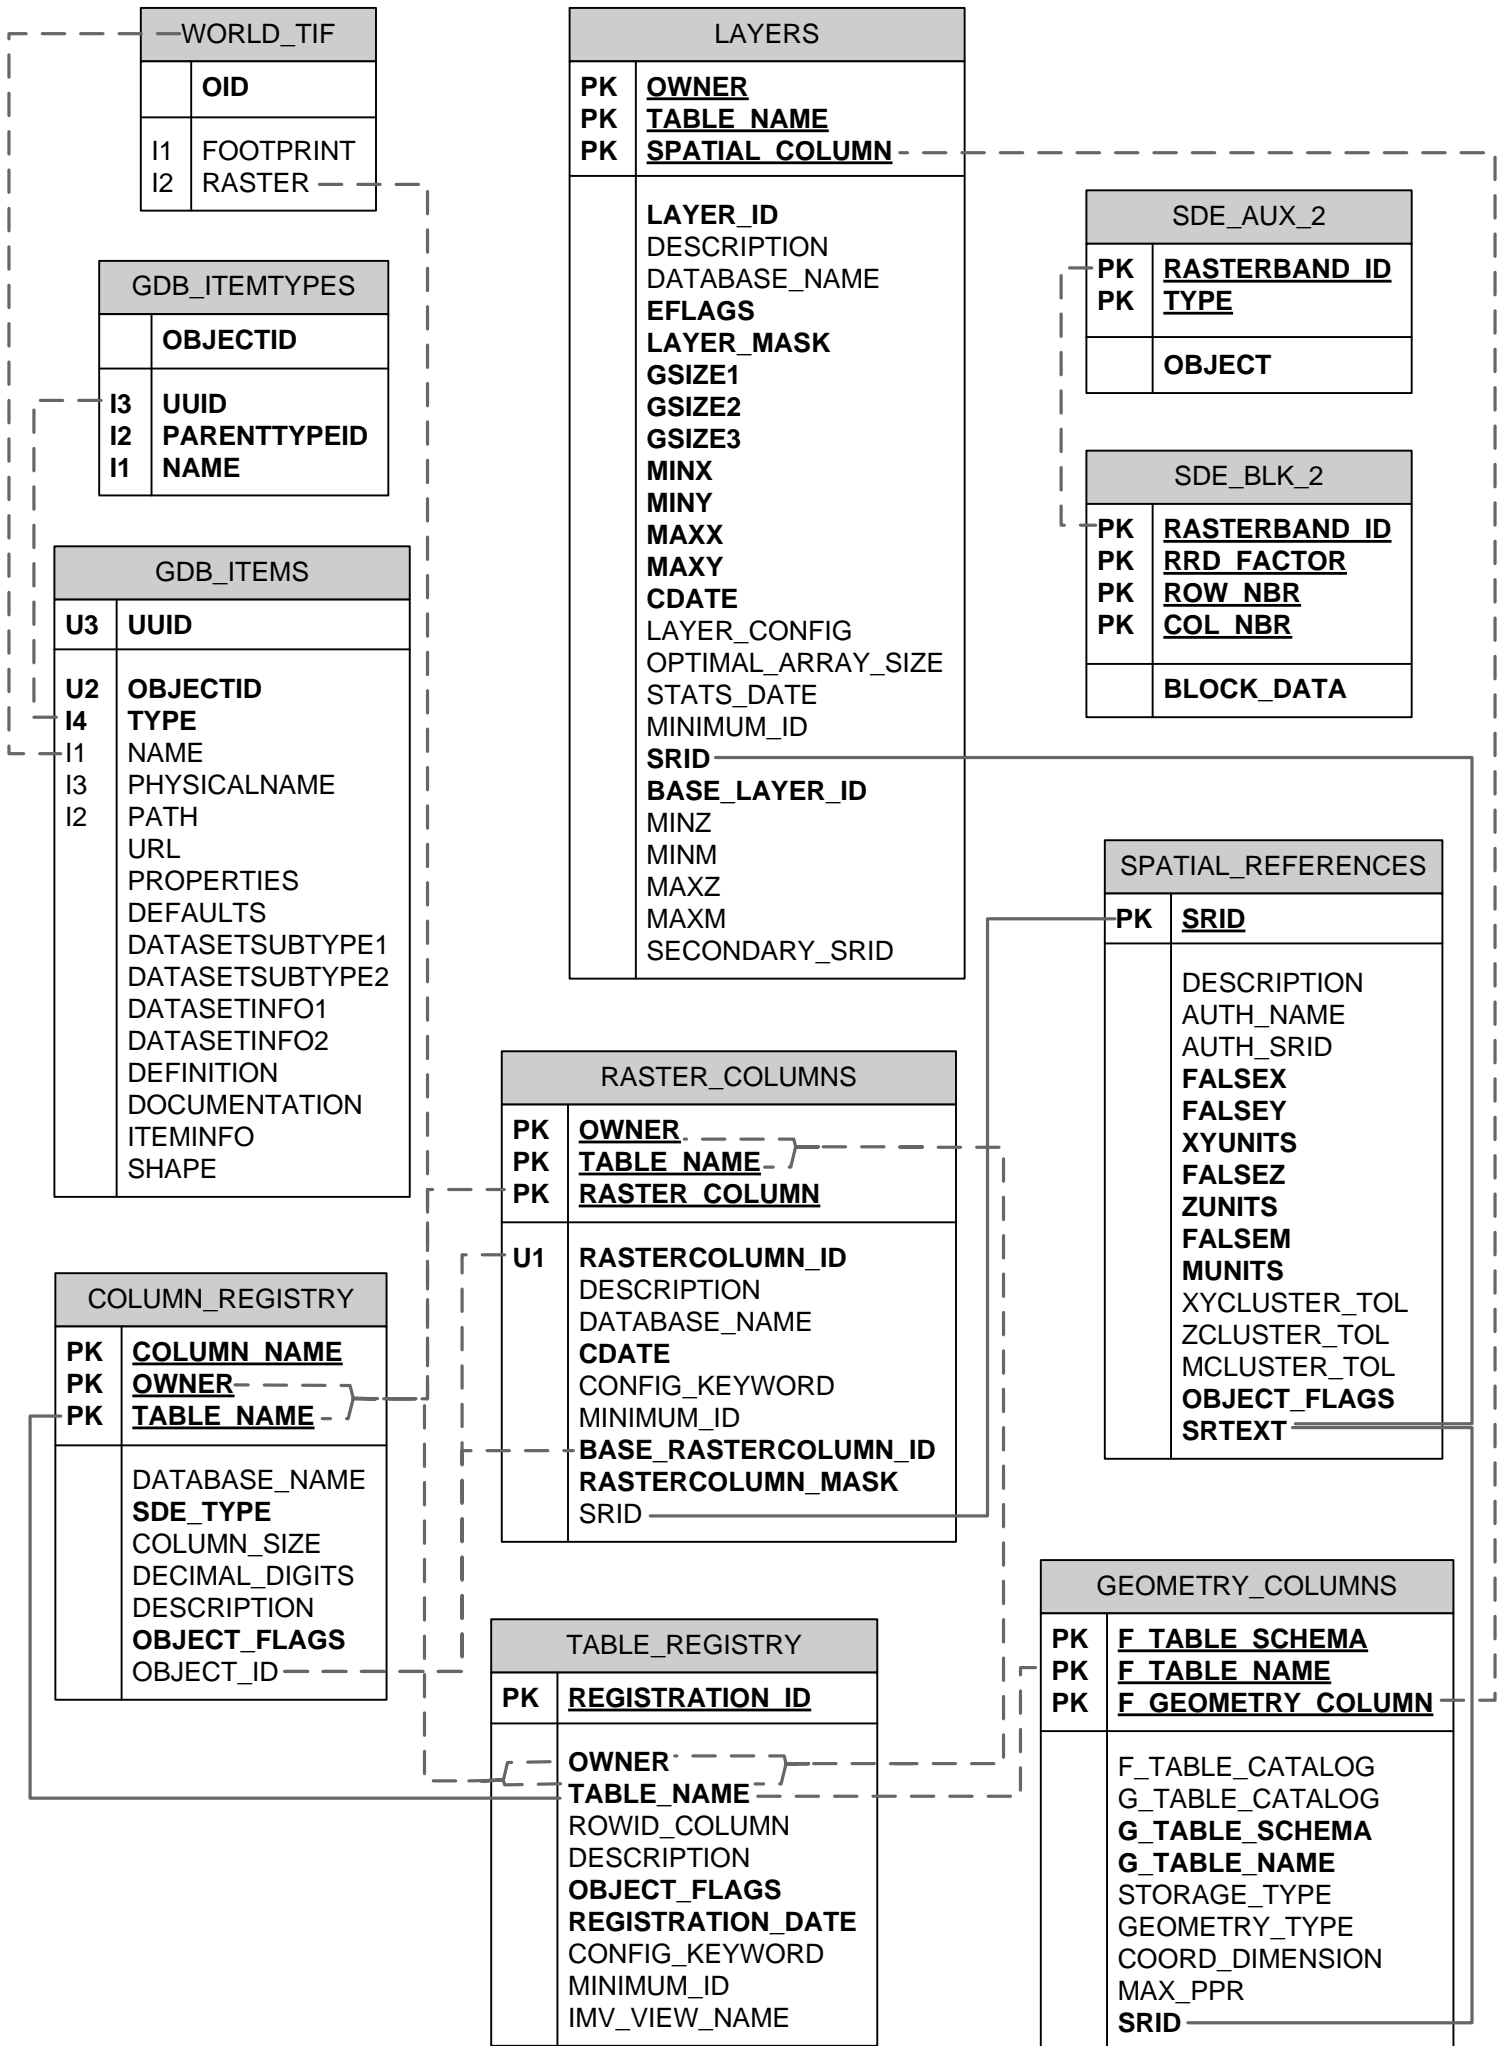 WORLD_TIF
OID
I1 FOOTPRINT
I2 RASTER
GDB_ITEMTYPES
OBJECTID
I3 UUID
I2 PARENTTYPEID
I1 NAME
GDB_ITEMS
U3 UUID
U2 OBJECTID
I4 TYPE
I1 NAME
I3 PHYSICALNAME
I2 PATH
URL
PROPERTIES
DEFAULTS
DATASETSUBTYPE1
DATASETSUBTYPE2
DATASETINFO1
DATASETINFO2
DEFINITION
DOCUMENTATION
ITEMINFO
SHAPE
COLUMN_REGISTRY
PK COLUMN_NAME
PK OWNER
PK TABLE_NAME
DATABASE_NAME
SDE_TYPE
COLUMN_SIZE
DECIMAL_DIGITS
DESCRIPTION
OBJECT_FLAGS
OBJECT_ID
LAYERS
PK OWNER
PK TABLE_NAME
PK SPATIAL_COLUMN
LAYER_ID
DESCRIPTION
DATABASE_NAME
EFLAGS
LAYER_MASK
GSIZE1
GSIZE2
GSIZE3
MINX
MINY
MAXX
MAXY
CDATE
LAYER_CONFIG
OPTIMAL_ARRAY_SIZE
STATS_DATE
MINIMUM_ID
SRID
BASE_LAYER_ID
MINZ
MINM
MAXZ
MAXM
SECONDARY_SRID
RASTER_COLUMNS
PK OWNER
PK TABLE_NAME
PK RASTER_COLUMN
U1 RASTERCOLUMN_ID
DESCRIPTION
DATABASE_NAME
CDATE
CONFIG_KEYWORD
MINIMUM_ID
BASE_RASTERCOLUMN_ID
RASTERCOLUMN_MASK
SRID
TABLE_REGISTRY
PK REGISTRATION_ID
OWNER
TABLE_NAME
ROWID_COLUMN
DESCRIPTION
OBJECT_FLAGS
REGISTRATION_DATE
CONFIG_KEYWORD
MINIMUM_ID
IMV_VIEW_NAME
SDE_AUX_2
PK RASTERBAND_ID
PK TYPE
OBJECT
SDE_BLK_2
PK RASTERBAND_ID
PK RRD_FACTOR
PK ROW_NBR
PK COL_NBR
BLOCK_DATA
SPATIAL_REFERENCES
PK SRID
DESCRIPTION
AUTH_NAME
AUTH_SRID
FALSEX
FALSEY
XYUNITS
FALSEZ
ZUNITS
FALSEM
MUNITS
XYCLUSTER_TOL
ZCLUSTER_TOL
MCLUSTER_TOL
OBJECT_FLAGS
SRTEXT
GEOMETRY_COLUMNS
PK F_TABLE_SCHEMA
PK F_TABLE_NAME
PK F_GEOMETRY_COLUMN
F_TABLE_CATALOG
G_TABLE_CATALOG
G_TABLE_SCHEMA
G_TABLE_NAME
STORAGE_TYPE
GEOMETRY_TYPE
COORD_DIMENSION
MAX_PPR
SRID